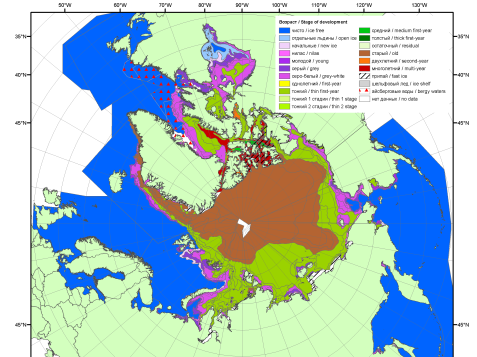 50°W 60°W 70°W 80°W 90°W 100°W 110°W 120°W 130°W
35°N 35°N
40°N 40°N
45°N 45°N
Возраст / Stage of development
чисто / ice free
отдельные льдины / open ice
начальные / new ice
нилас / nilas
молодой / young
серый / grey
серо-белый / grey-white
однолетний / first-year
тонкий / thin first-year
тонкий 1 стадии / thin 1 stage
тонкий 2 стадии / thin 2 stage
средний / medium first-year
толстый / thick first-year
остаточный / residual
старый / old
двухлетний / second-year
многолетний / multi-year
припай / fast ice
шельфовый лед / ice shelf
айсберговые воды / bergy waters
нет данных / no data
45°N 45°N